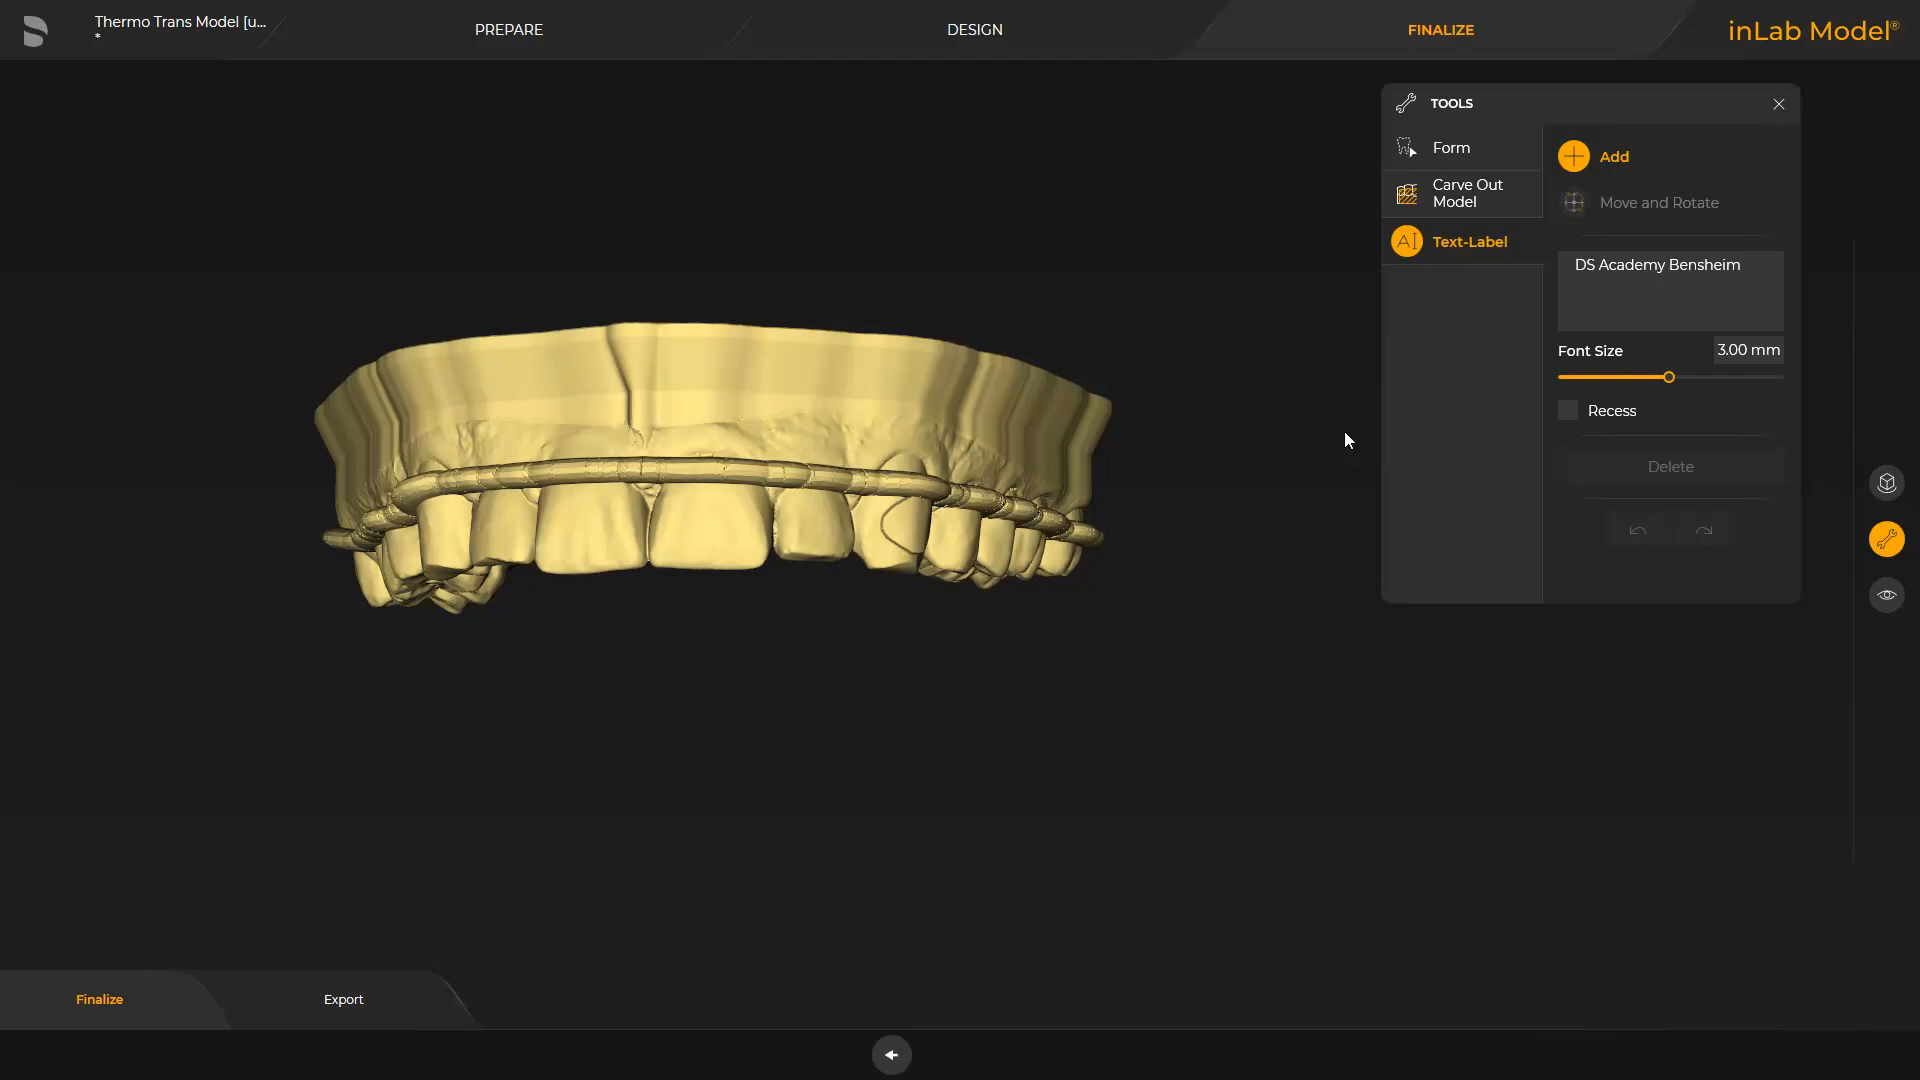 Thermo Trans Model [u...
*
PREPARE
DESIGN
FINALIZE
inLab Model®
TOOLS
Form
Carve Out
Model
Text-Label
Add
Move and Rotate
DS Academy Bensheim
Font Size
3.00 mm
Recess
Delete
Finalize
Export